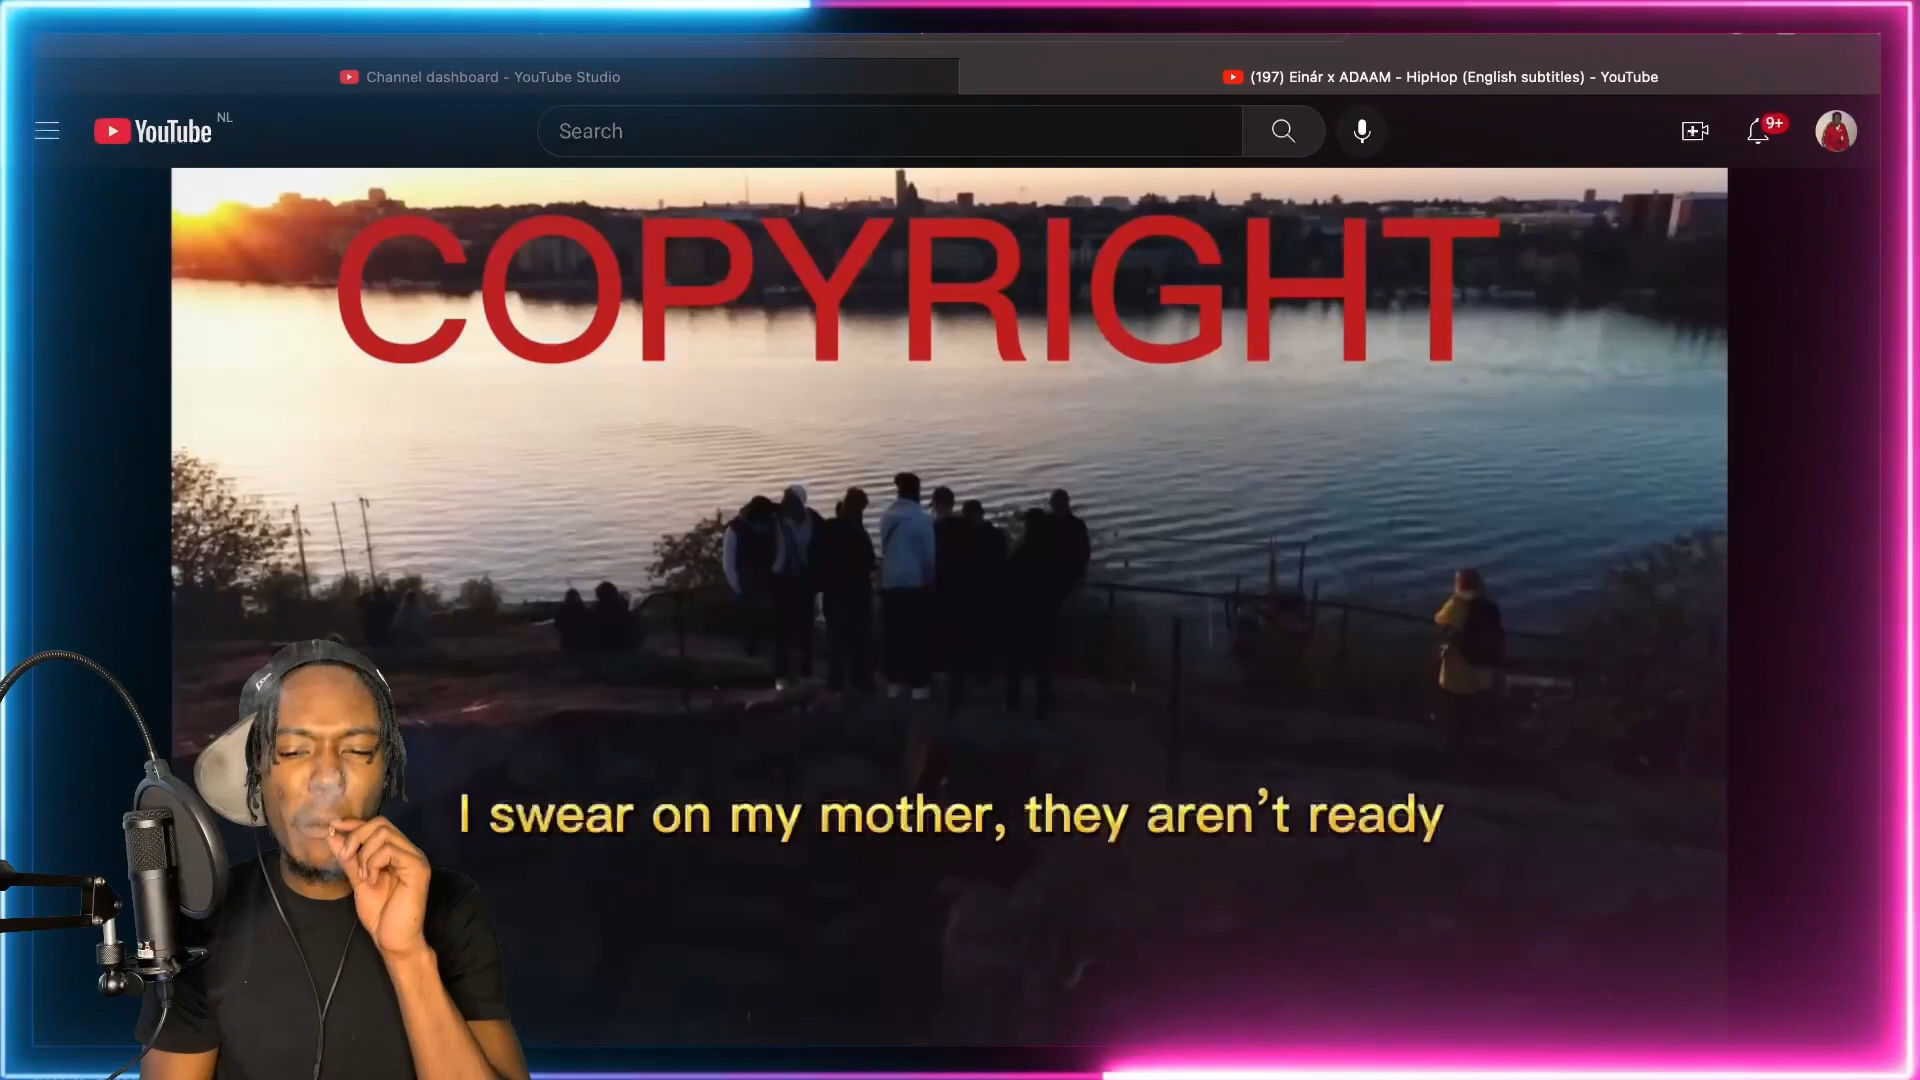 Channel dashboard - YouTube Studio
(197) Einár x ADAAM - HipHop (English subtitles) - YouTube
YouTube NL
Search
9+
COPYRIGHT
I swear on my mother, they aren't ready